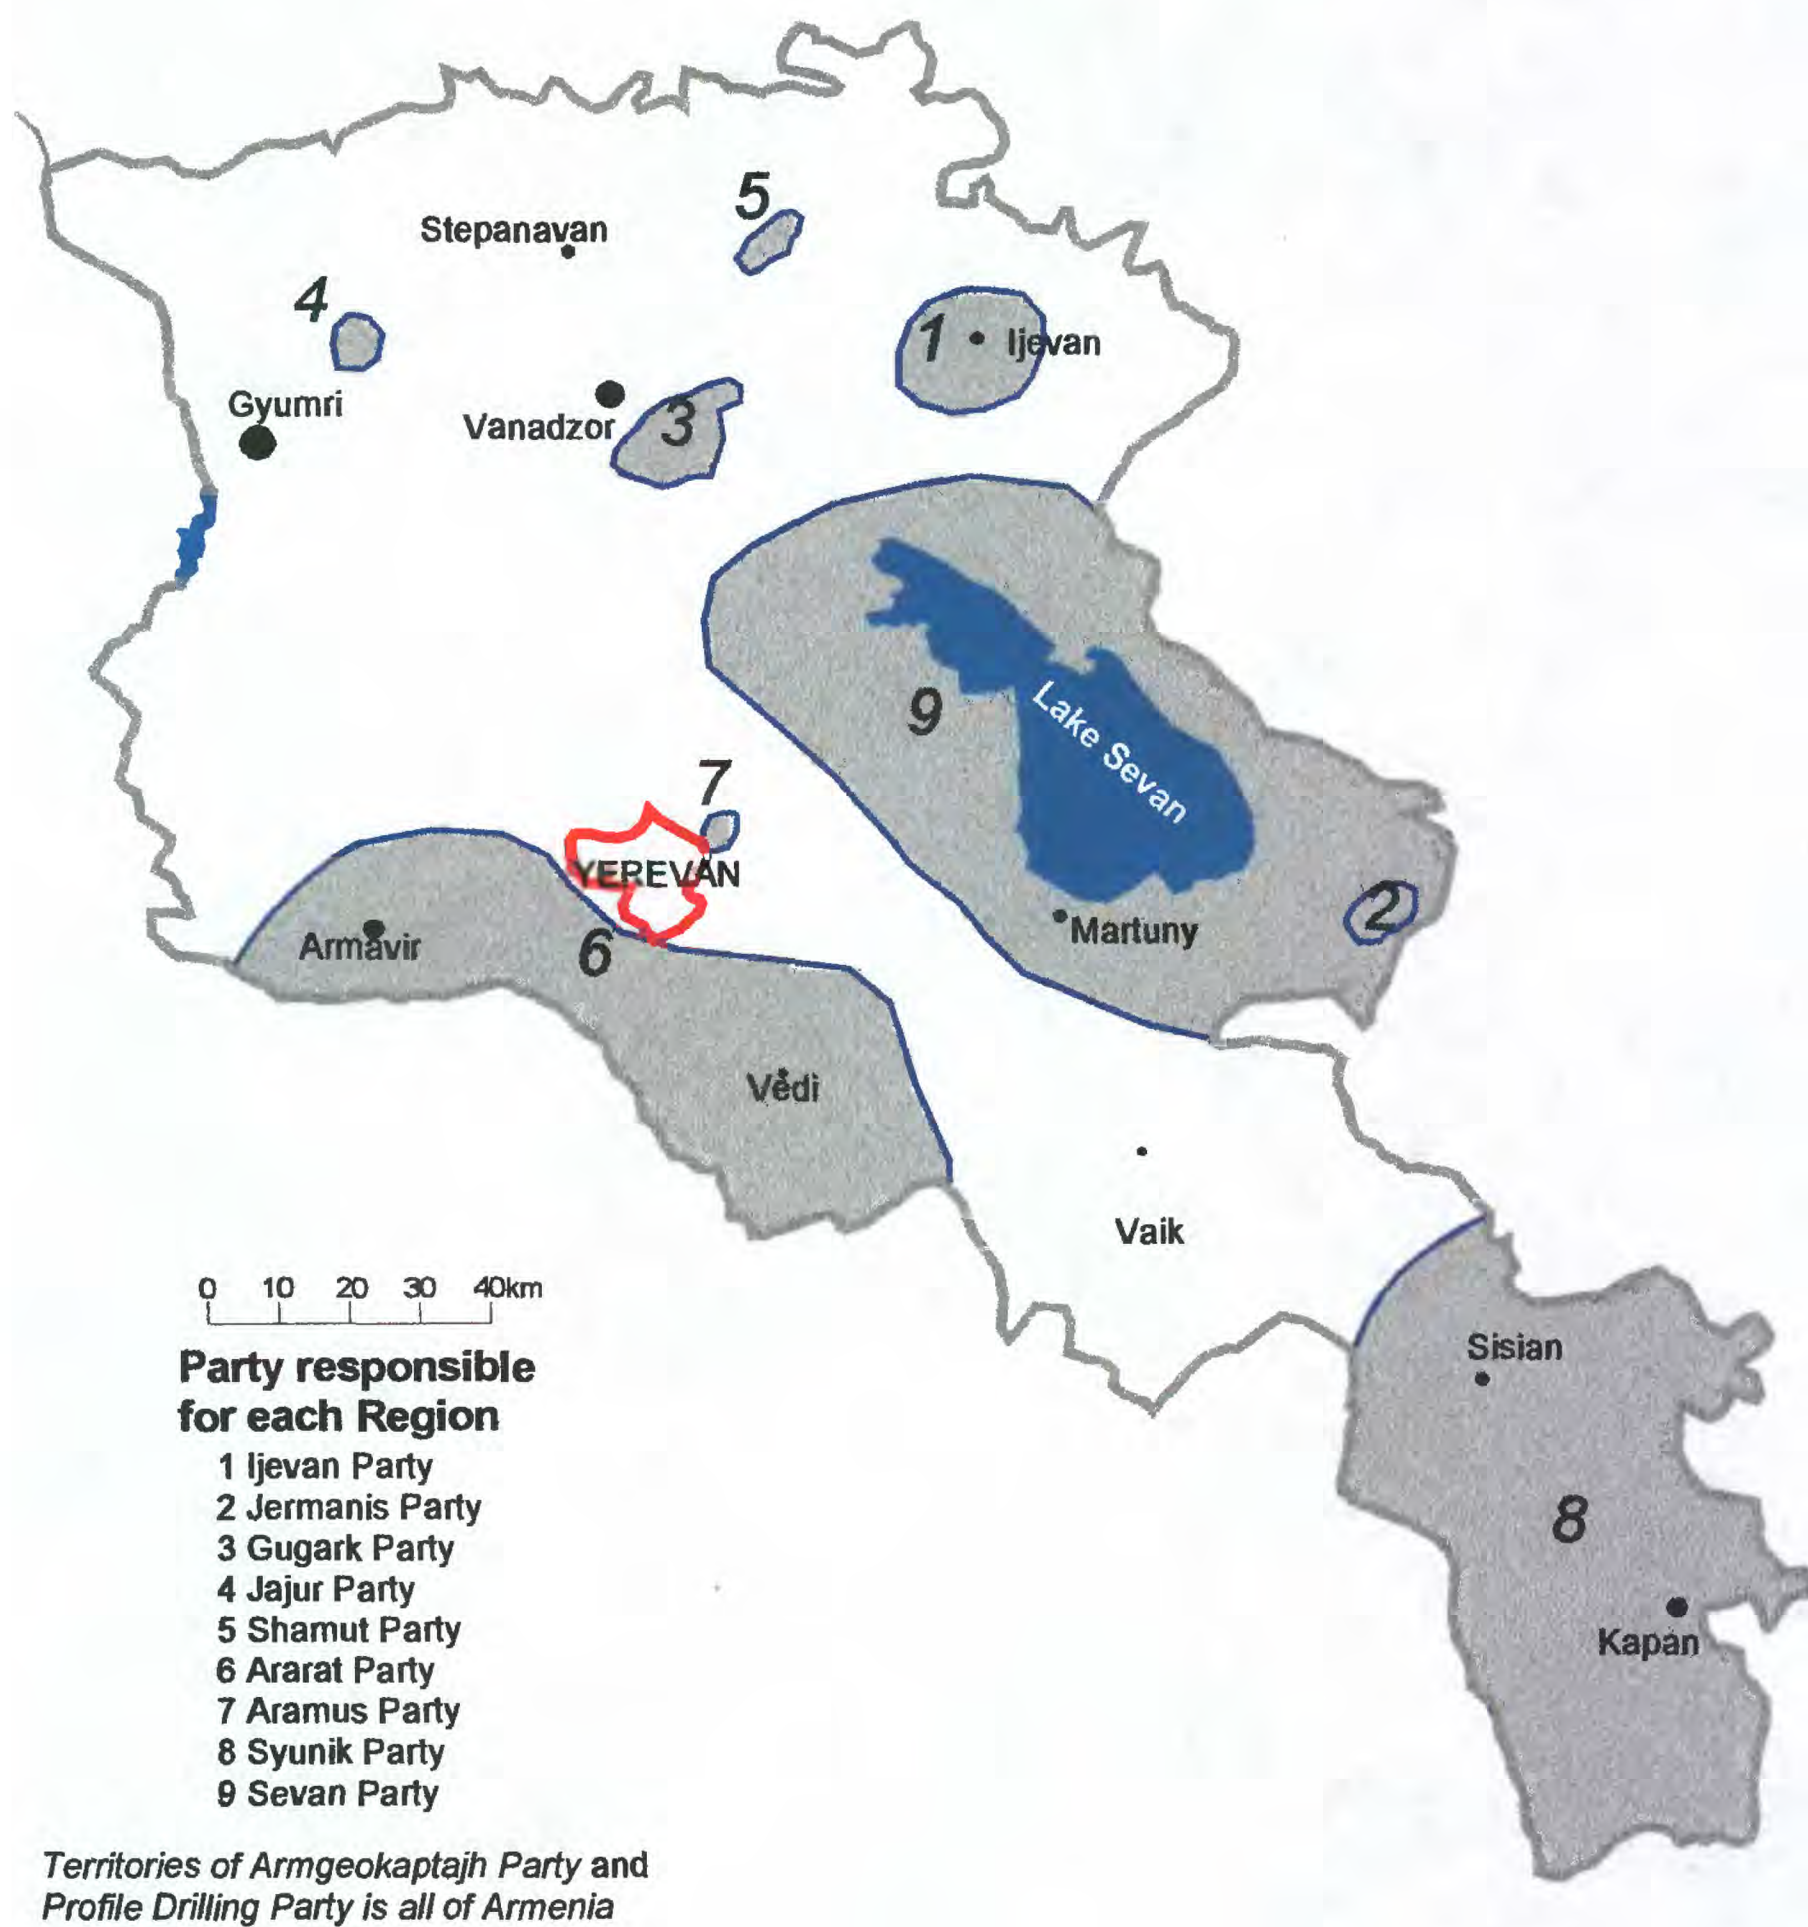 5
Stepanavan
4
1
Ijevan
Gyumri
Vanadzor
3
9
Lake Sevan
7
YEREVAN
2
Martuny
Armavir
6
Vedi
Vaik
0 10 20 30 40km
Sisian
Party responsible
for each Region
1 Ijevan Party
2 Jermanis Party
8
3 Gugark Party
4 Jajur Party
Kapan
5 Shamut Party
6 Ararat Party
7 Aramus Party
8 Syunik Party
9 Sevan Party
Territories of Armgeokaptajh Party and
Profile Drilling Party is all of Armenia